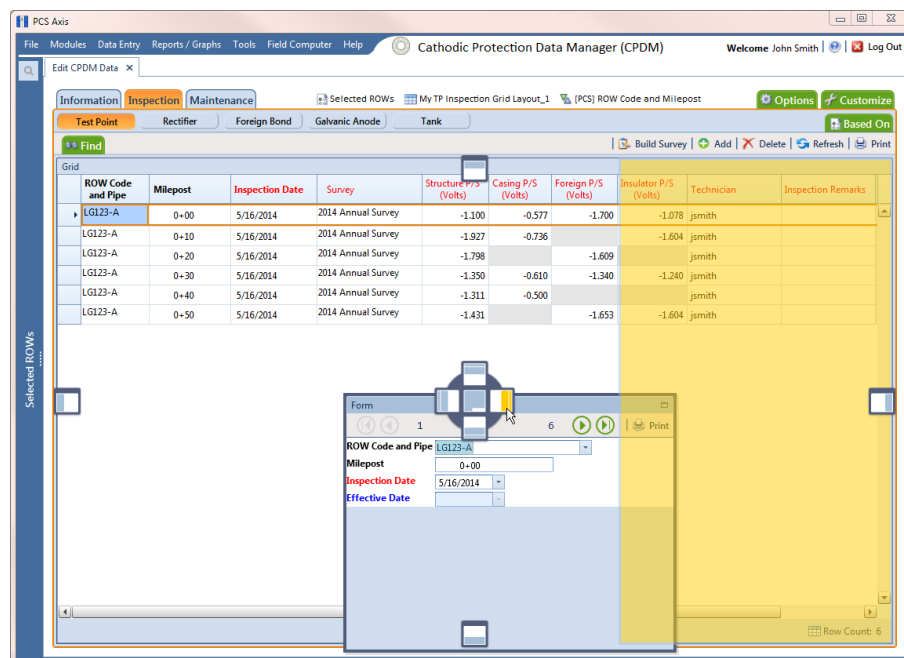 PCS Axis
File Modules Data Entry Reports / Graphs Tools Field Computer Help Cathodic Protection Data Manager (CPDM) Welcome John Smith | Log Out
Edit CPDM Data ×
Information Inspection Maintenance Selected ROWs My TP Inspection Grid Layout_1 [PCS] ROW Code and Milepost Options Customize
Test Point Rectifier Foreign Bond Galvanic Anode Tank Based On
Find | Build Survey | Add | Delete | Refresh | Print
Grid
ROW Code and Pipe Milepost Inspection Date Survey Structure P/S (Volts) Casing P/S (Volts) Foreign P/S (Volts) Insulator P/S (Volts) Technician Inspection Remarks
LG123-A 0+00 5/16/2014 2014 Annual Survey -1.100 -0.577 -1.700 -1.078 jsmith
LG123-A 0+10 5/16/2014 2014 Annual Survey -1.927 -0.736 -1.604 jsmith
LG123-A 0+20 5/16/2014 2014 Annual Survey -1.798 -1.609 jsmith
LG123-A 0+30 5/16/2014 2014 Annual Survey -1.350 -0.610 -1.340 -1.240 jsmith
LG123-A 0+40 5/16/2014 2014 Annual Survey -1.311 -0.500 jsmith
LG123-A 0+50 5/16/2014 2014 Annual Survey -1.431 -1.653 -1.604 jsmith
Selected ROWs
Form
1 6 | Print
ROW Code and Pipe LG123-A
Milepost 0+00
Inspection Date 5/16/2014
Effective Date
Row Count: 6